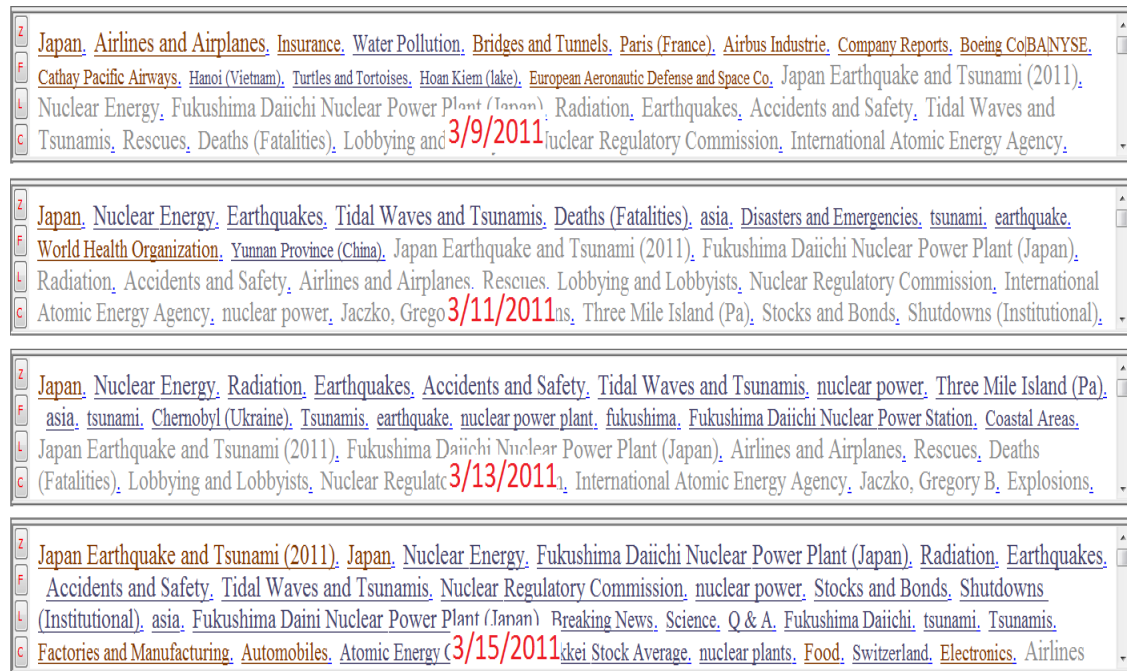 Z
Japan. Airlines and Airplanes. Insurance. Water Pollution. Bridges and Tunnels. Paris (France). Airbus Industrie. Company Reports. Boeing Co|BA|NYSE.
F
Cathay Pacific Airways. Hanoi (Vietnam). Turtles and Tortoises. Hoan Kiem (lake). European Aeronautic Defense and Space Co. Japan Earthquake and Tsunami (2011).
L
Nuclear Energy. Fukushima Daiichi Nuclear Power Plant (Japan). Radiation. Earthquakes. Accidents and Safety. Tidal Waves and
C
Tsunamis. Rescues. Deaths (Fatalities). Lobbying and 3/9/2011 Nuclear Regulatory Commission. International Atomic Energy Agency.
Z
Japan. Nuclear Energy. Earthquakes. Tidal Waves and Tsunamis. Deaths (Fatalities). asia. Disasters and Emergencies. tsunami. earthquake.
F
World Health Organization. Yunnan Province (China). Japan Earthquake and Tsunami (2011). Fukushima Daiichi Nuclear Power Plant (Japan).
L
Radiation. Accidents and Safety. Airlines and Airplanes. Rescues. Lobbying and Lobbyists. Nuclear Regulatory Commission. International
C
Atomic Energy Agency. nuclear power. Jaczko, Grego 3/11/2011 ns. Three Mile Island (Pa). Stocks and Bonds. Shutdowns (Institutional).
Z
Japan. Nuclear Energy. Radiation. Earthquakes. Accidents and Safety. Tidal Waves and Tsunamis. nuclear power. Three Mile Island (Pa).
F
asia. tsunami. Chernobyl (Ukraine). Tsunamis. earthquake. nuclear power plant. fukushima. Fukushima Daiichi Nuclear Power Station. Coastal Areas.
L
Japan Earthquake and Tsunami (2011). Fukushima Daiichi Nuclear Power Plant (Japan). Airlines and Airplanes. Rescues. Deaths
C
(Fatalities). Lobbying and Lobbyists. Nuclear Regulato 3/13/2011 n. International Atomic Energy Agency. Jaczko, Gregory B. Explosions.
Z
Japan Earthquake and Tsunami (2011). Japan. Nuclear Energy. Fukushima Daiichi Nuclear Power Plant (Japan). Radiation. Earthquakes.
F
Accidents and Safety. Tidal Waves and Tsunamis. Nuclear Regulatory Commission. nuclear power. Stocks and Bonds. Shutdowns
L
(Institutional). asia. Fukushima Daini Nuclear Power Plant (Japan). Breaking News. Science. Q & A. Fukushima Daiichi. tsunami. Tsunamis.
C
Factories and Manufacturing. Automobiles. Atomic Energy 3/15/2011 kkei Stock Average. nuclear plants. Food. Switzerland. Electronics. Airlines